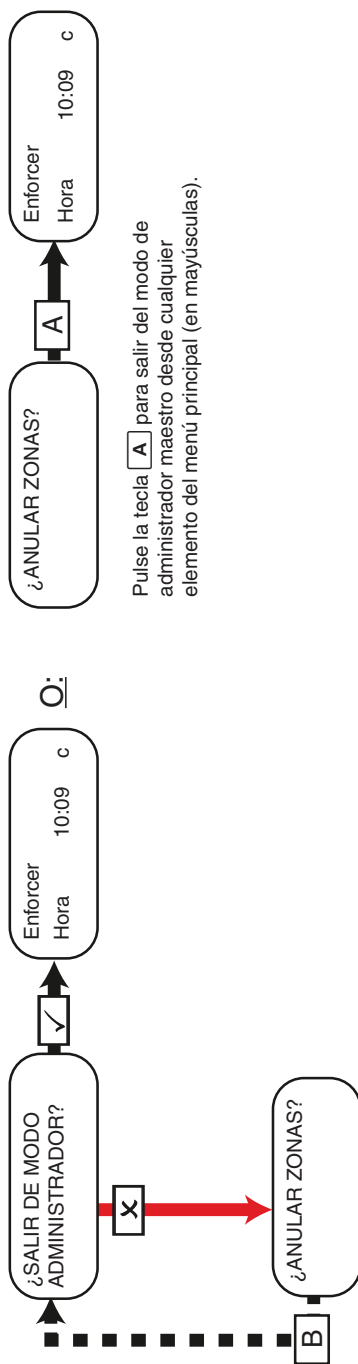 ¿SALIR DE MODO
ADMINISTRADOR?
✓
Enforcer
Hora 10:09 c
x
B
¿ANULAR ZONAS?
O:
¿ANULAR ZONAS?
A
Enforcer
Hora 10:09 c
Pulse la tecla A para salir del modo de
administrador maestro desde cualquier
elemento del menú principal (en mayúsculas).